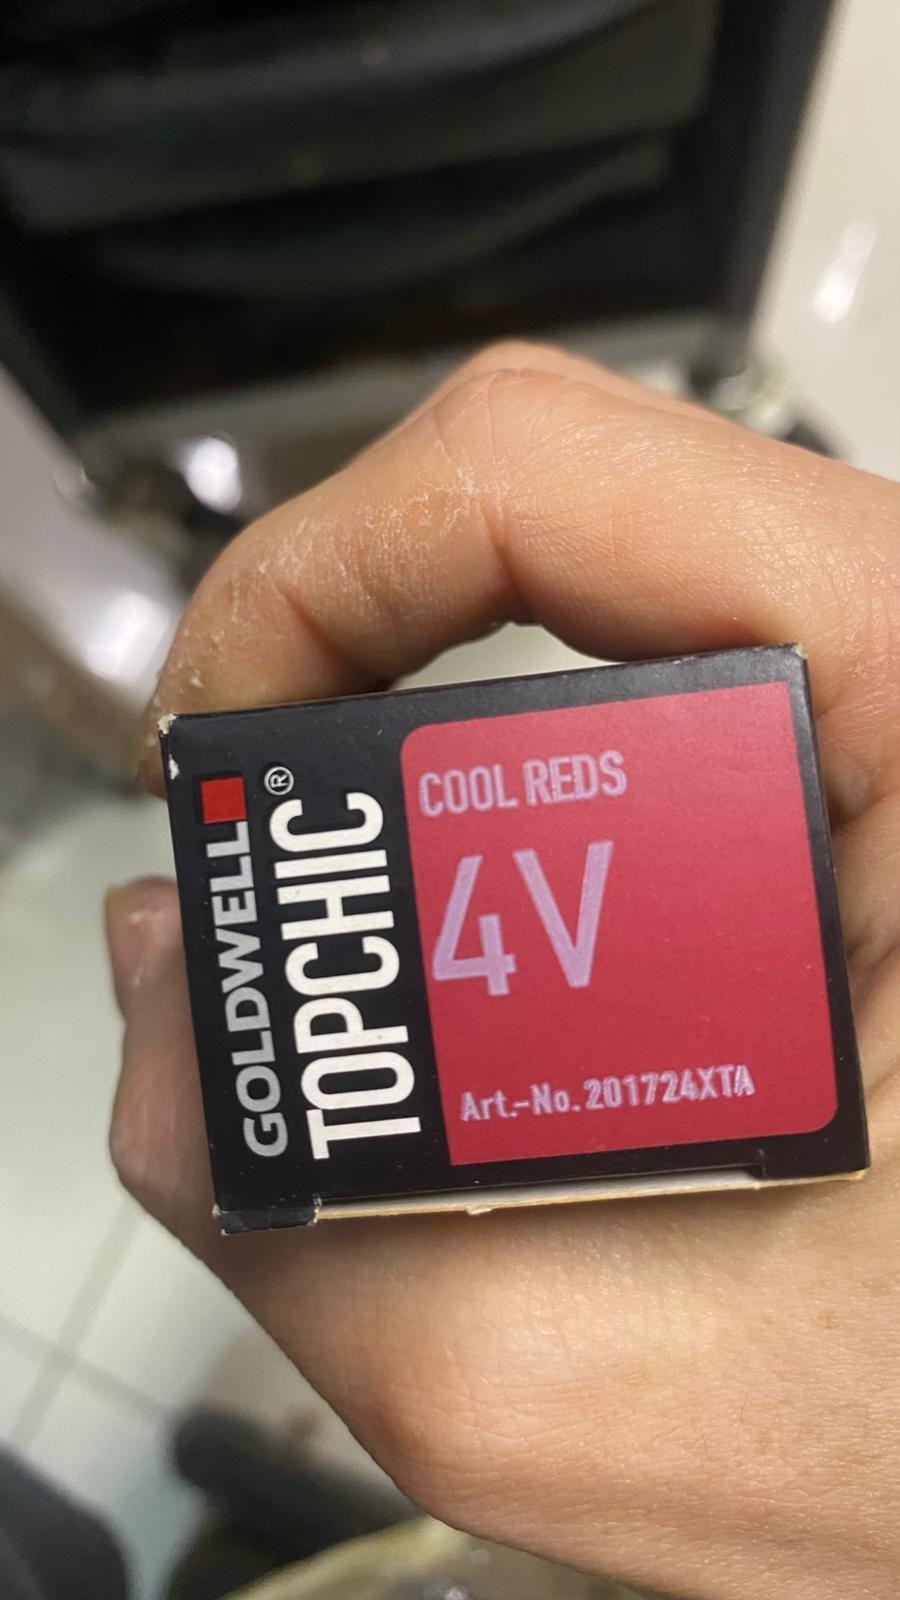 GOLDWELL
TOPCHIC®
COOL REDS
4V
Art.-No. 201724XTA